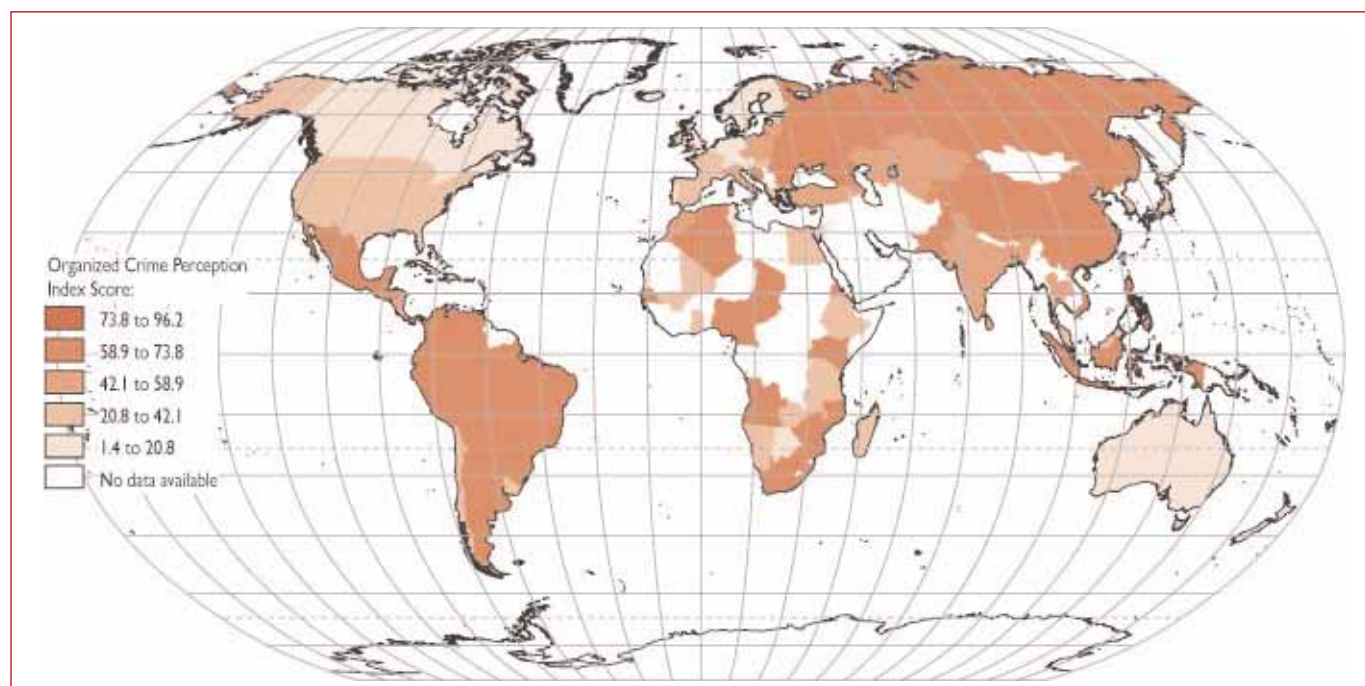 Organized Crime Perception
Index Score:
73.8 to 96.2
58.9 to 73.8
42.1 to 58.9
20.8 to 42.1
1.4 to 20.8
No data available